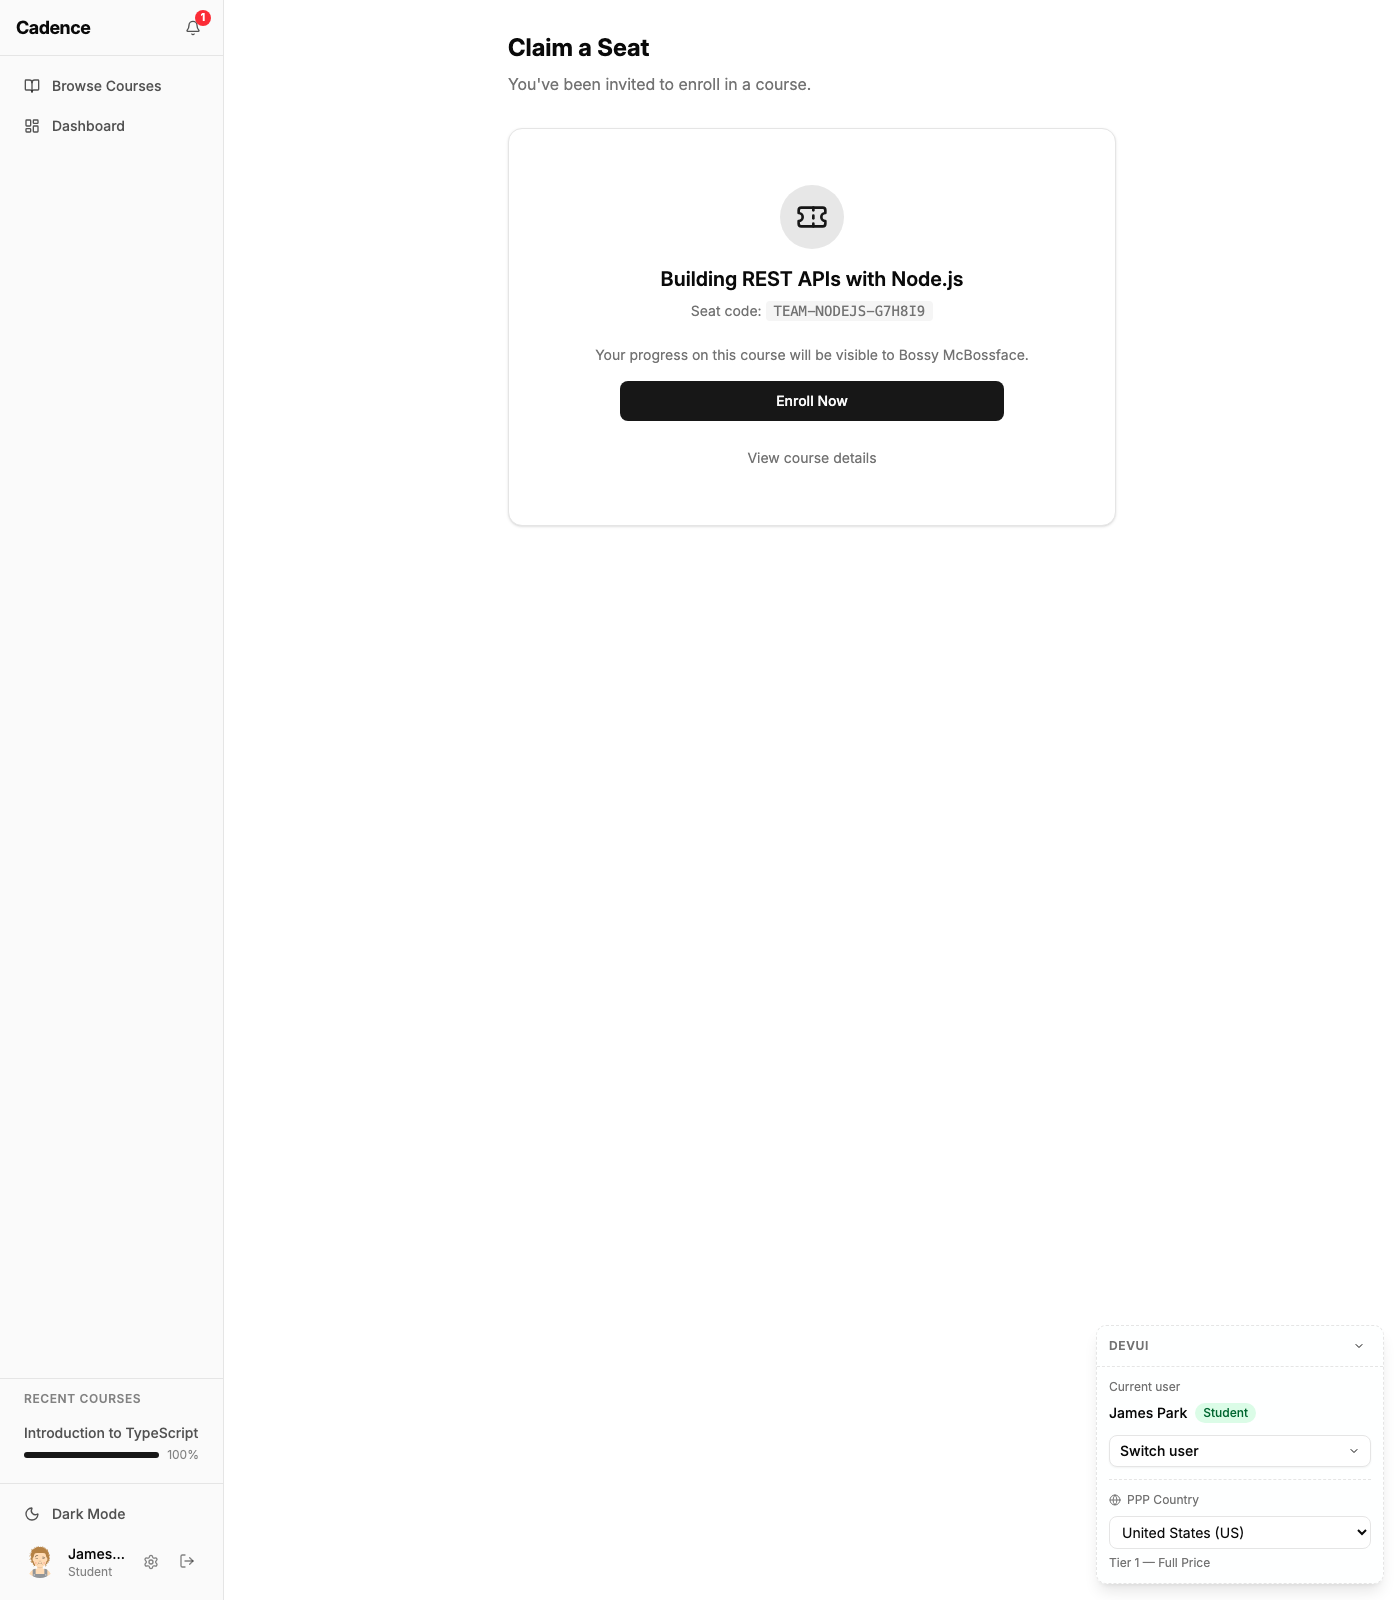 Cadence
1
Browse Courses
Dashboard
Claim a Seat
You've been invited to enroll in a course.
Building REST APIs with Node.js
Seat code: TEAM-NODEJS-G7H8I9
Your progress on this course will be visible to Bossy McBossface.
Enroll Now
View course details
RECENT COURSES
Introduction to TypeScript
100%
Dark Mode
James...
Student
DEVUI
Current user
James Park Student
Switch user
PPP Country
United States (US)
Tier 1 — Full Price